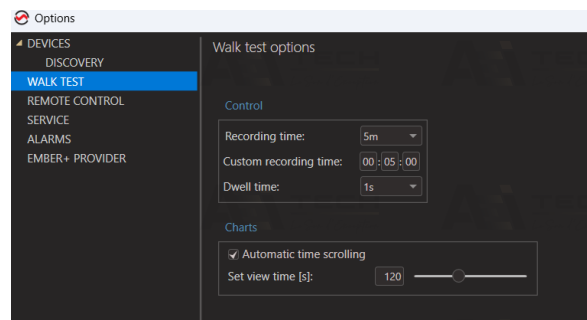 Options
DEVICES
DISCOVERY
WALK TEST
REMOTE CONTROL
SERVICE
ALARMS
EMBER+ PROVIDER
Walk test options
Control
Recording time: 5m
Custom recording time: 00 : 05 : 00
Dwell time: 1s
Charts
Automatic time scrolling
Set view time [s]: 120